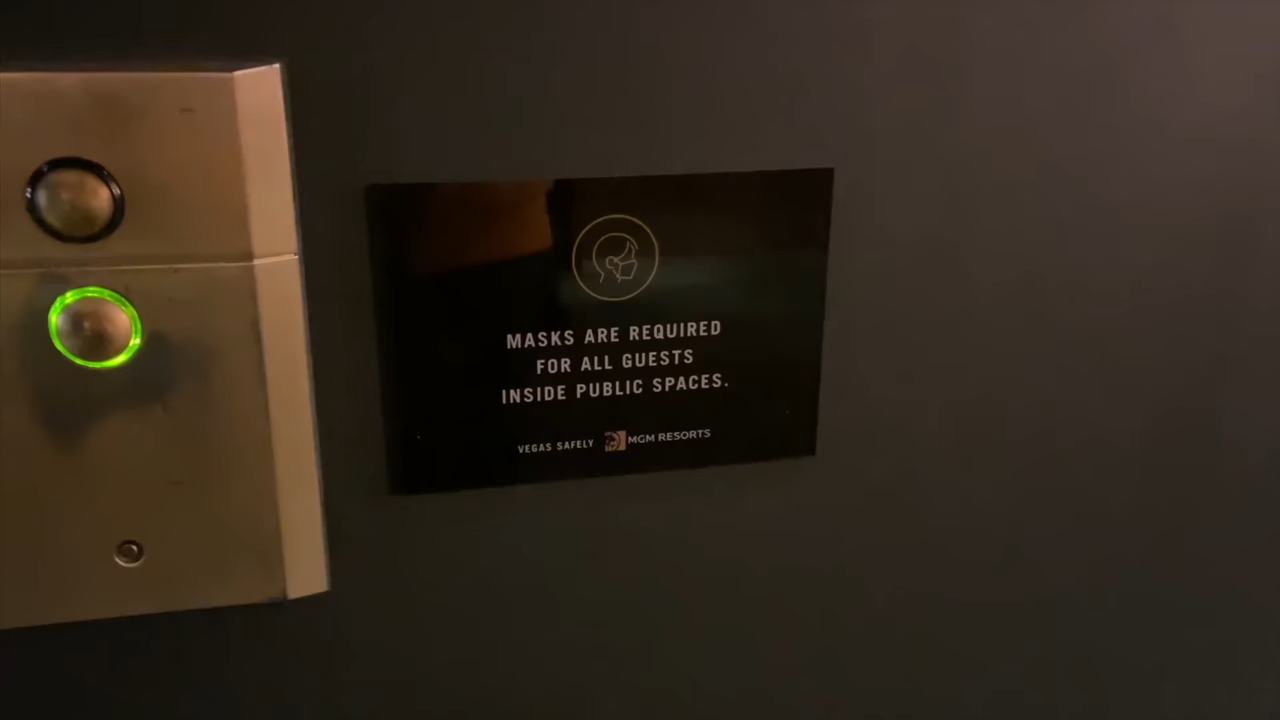 MASKS ARE REQUIRED
FOR ALL GUESTS
INSIDE PUBLIC SPACES.
VEGAS SAFELY MGM RESORTS